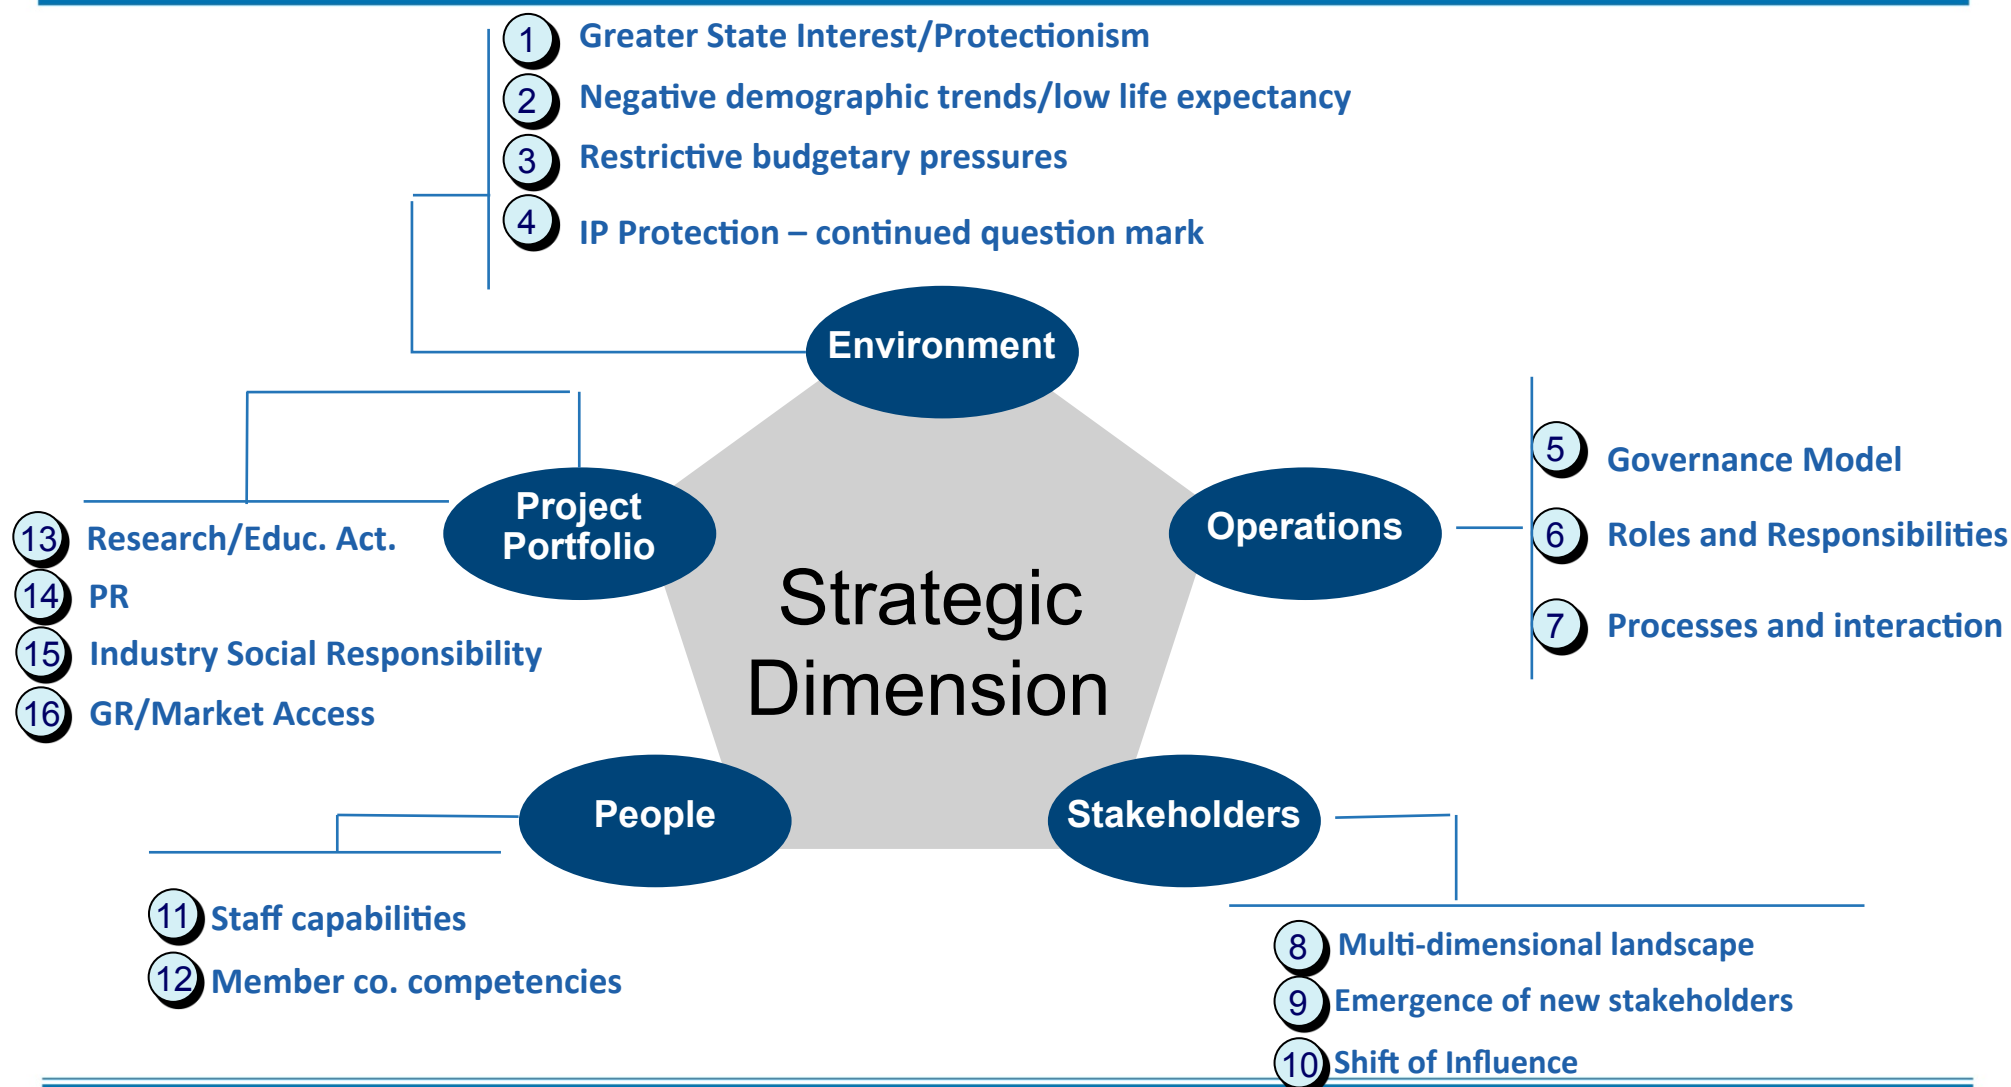 1 Greater State Interest/Protectionism
2 Negative demographic trends/low life expectancy
3 Restrictive budgetary pressures
4 IP Protection – continued question mark
Environment
Project
Portfolio
Operations
5 Governance Model
6 Roles and Responsibilities
7 Processes and interaction
13 Research/Educ. Act.
14 PR
15 Industry Social Responsibility
16 GR/Market Access
Strategic
Dimension
People
Stakeholders
11 Staff capabilities
12 Member co. competencies
8 Multi-dimensional landscape
9 Emergence of new stakeholders
10 Shift of Influence